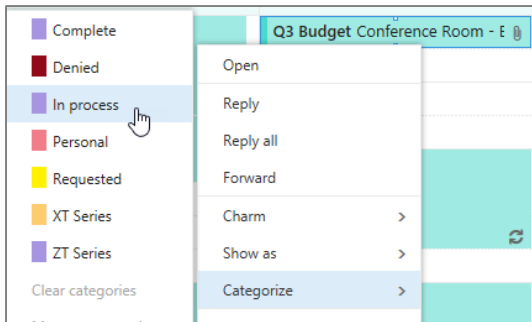 Complete
Denied
In process
Personal
Requested
XT Series
ZT Series
Clear categories
Q3 Budget Conference Room - E
Open
Reply
Reply all
Forward
Charm
Show as
Categorize